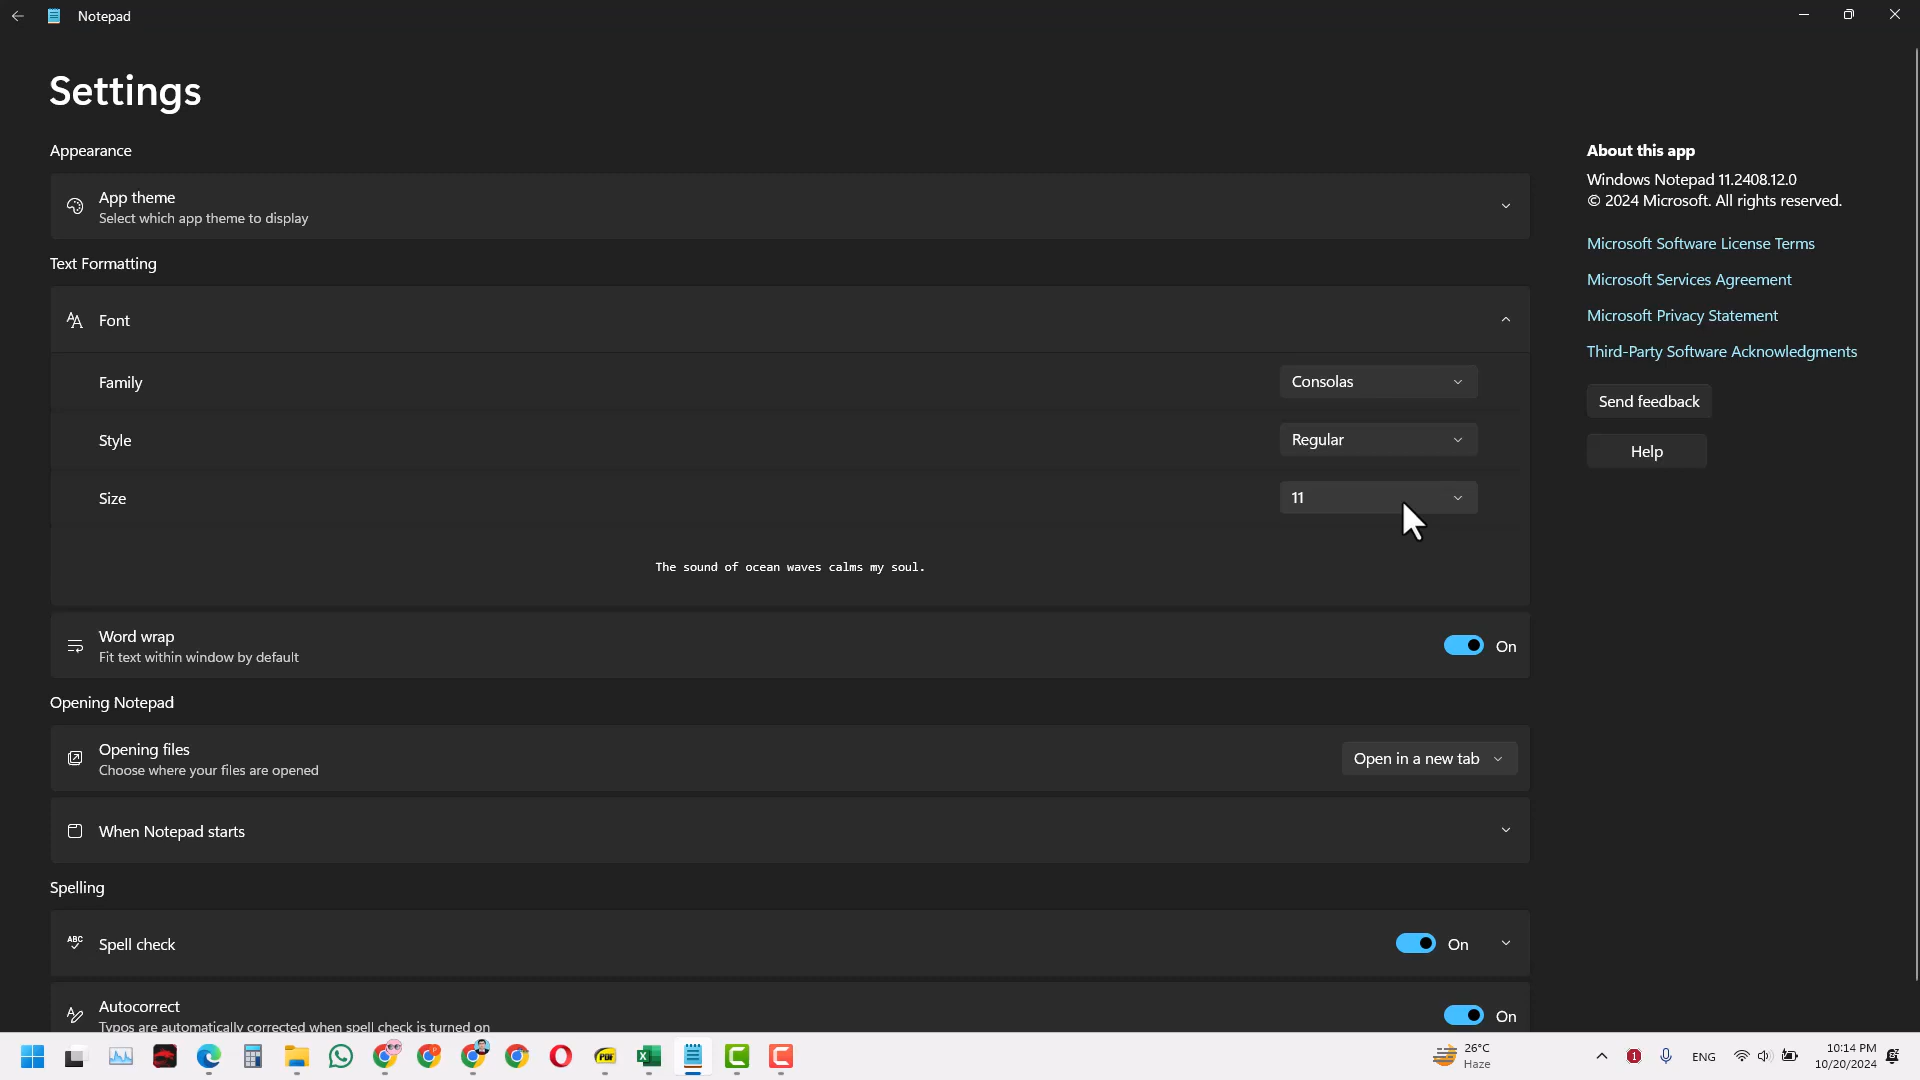 Notepad
Settings
Appearance
App theme
Select which app theme to display
Text Formatting
Font
Family
Consolas
Style
Regular
Size
11
The sound of ocean waves calms my soul.
Word wrap
Fit text within window by default
On
Opening Notepad
Opening files
Choose where your files are opened
Open in a new tab
When Notepad starts
Spelling
ABC
Spell check
On
Autocorrect
Typos are automatically corrected when spell check is turned on
On
About this app
Windows Notepad 11.2408.12.0
© 2024 Microsoft. All rights reserved.
Microsoft Software License Terms
Microsoft Services Agreement
Microsoft Privacy Statement
Third-Party Software Acknowledgments
Send feedback
Help
PDF
26°C
Haze
1
ENG
10:14 PM
10/20/2024